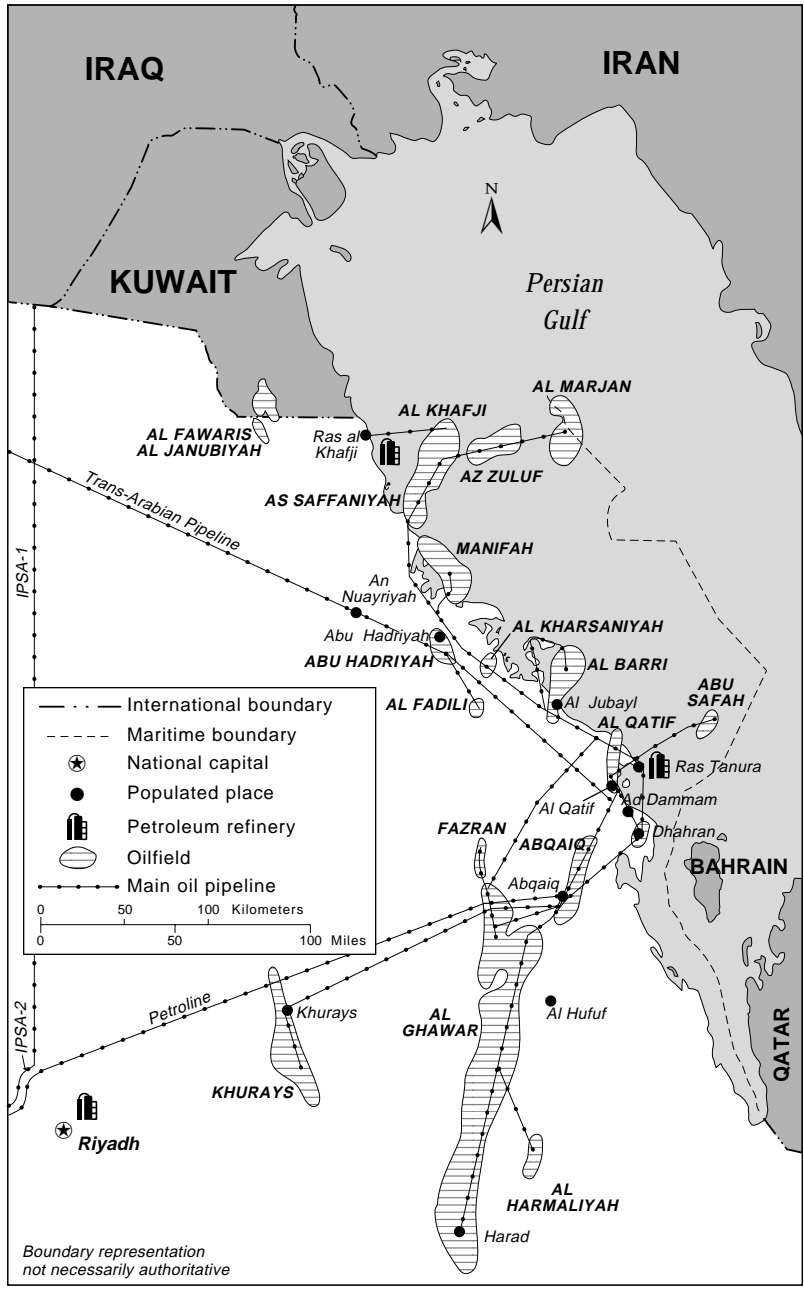 IRAQ
IRAN
N
KUWAIT
Persian
Gulf
AL MARJAN
AL KHAFJI
AL FAWARIS
AL JANUBIYAH
Ras al
Khafji
AZ ZULUF
AS SAFFANIYAH
Trans-Arabian Pipeline
MANIFAH
IPSA-1
An
Nuayriyah
Abu Hadriyah
AL KHARSANIYAH
ABU HADRIYAH
AL BARRI
ABU
SAFAH
AL FADILI
Al Jubayl
AL QATIF
International boundary
Maritime boundary
National capital
Populated place
Petroleum refinery
Oilfield
Main oil pipeline
0 50 100 Kilometers
0 50 100 Miles
Ras Tanura
Al Qatif
Ad Dammam
FAZRAN
ABQAIQ
Dhahran
BAHRAIN
Abqaiq
Petroline
Khurays
AL
GHAWAR
Al Hufuf
IPSA-2
QATAR
KHURAYS
Riyadh
AL
HARMALIYAH
Harad
Boundary representation
not necessarily authoritative